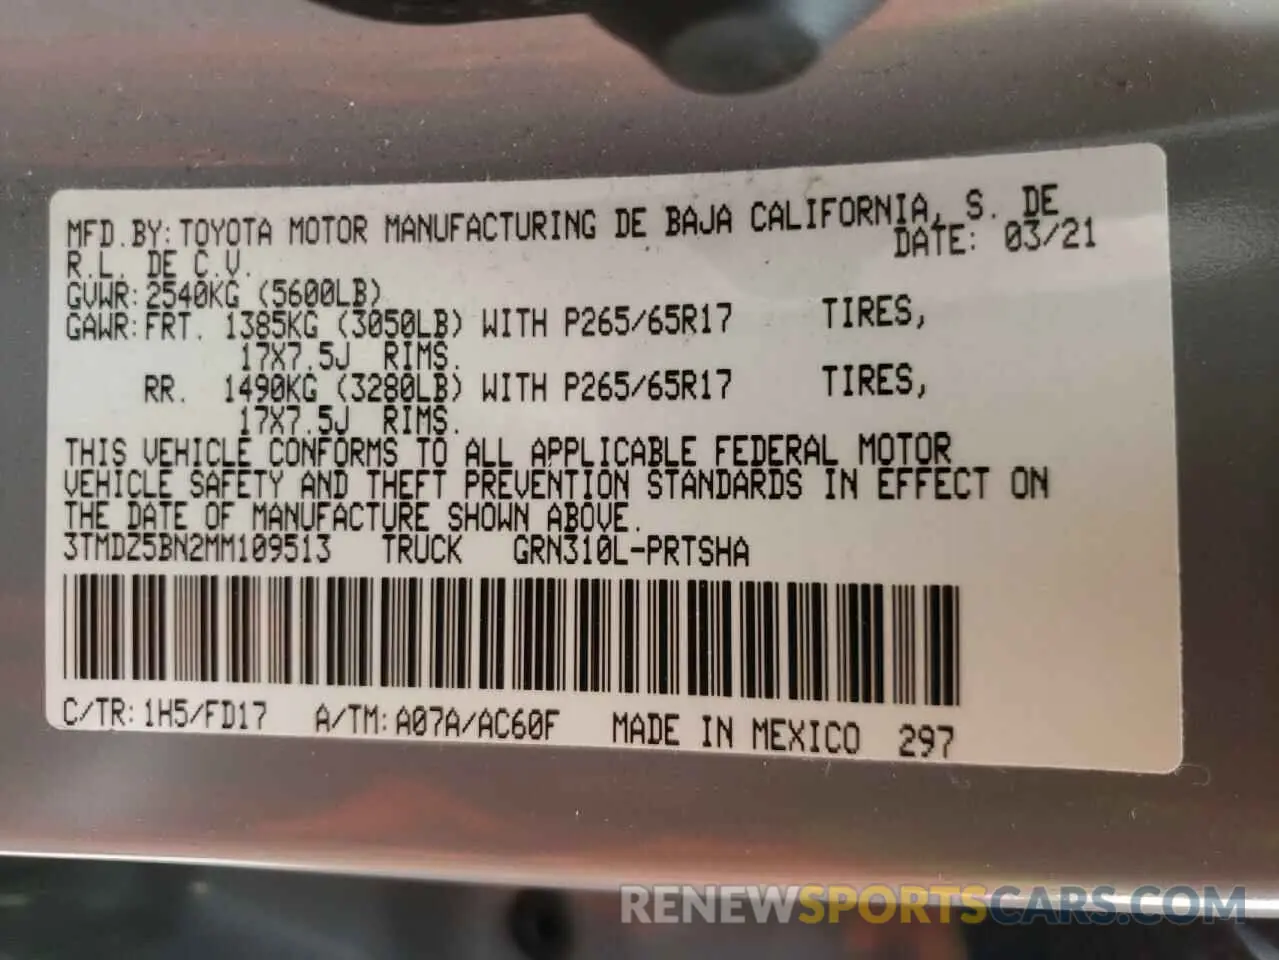 MFD.BY: TOYOTA MOTOR MANUFACTURING DE BAJA CALIFORNIA, S. DE
R.L. DE C.V. DATE: 03/21
GVWR: 2540KG (5600LB)
GAWR: FRT. 1385KG (3050LB) WITH P265/65R17 TIRES,
17X7.5J RIMS.
RR. 1490KG (3280LB) WITH P265/65R17 TIRES,
17X7.5J RIMS.
THIS VEHICLE CONFORMS TO ALL APPLICABLE FEDERAL MOTOR
VEHICLE SAFETY AND THEFT PREVENTION STANDARDS IN EFFECT ON
THE DATE OF MANUFACTURE SHOWN ABOVE.
3TMDZ5BN2MM109513 TRUCK GRN310L-PRTSHA
C/TR: 1H5/FD17 A/TM: A07A/AC60F MADE IN MEXICO 297
RENEWSPORTSCARS.COM